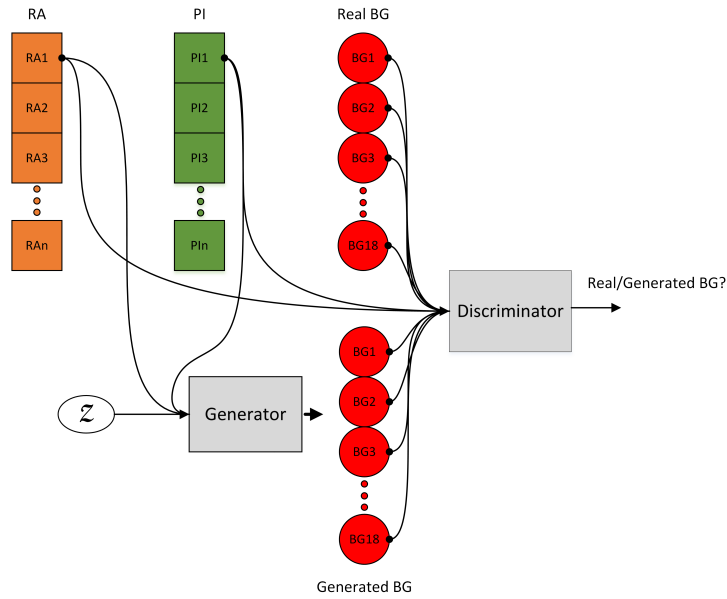 RA
PI
Real BG
RA1
RA2
RA3
RAn
PI1
PI2
PI3
PIn
BG1
BG2
BG3
BG18
Discriminator
Real/Generated BG?
z
Generator
BG1
BG2
BG3
BG18
Generated BG